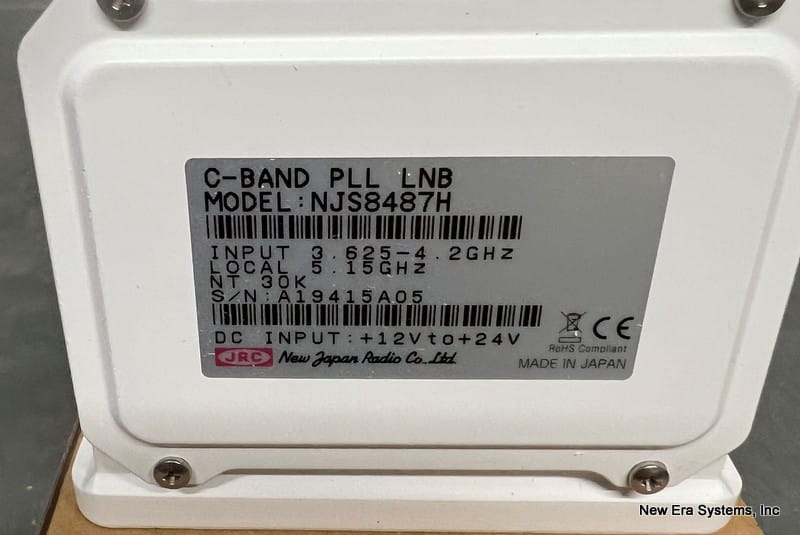 C-BAND PLL LNB
MODEL:NJS8487H
INPUT 3.625-4.2GHz
LOCAL 5.15GHz
NT 30K
S/N:A19415A05
DC INPUT:+12Vto+24V
CE
RoHS Compliant
JRC New Japan Radio Co.,Ltd.
MADE IN JAPAN
New Era Systems, Inc